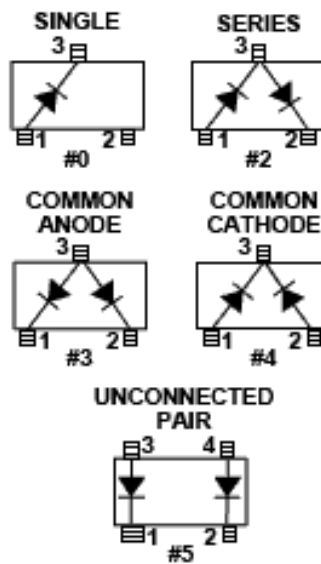 SINGLE
3
1 2
#0
SERIES
3
1 2
#2
COMMON
ANODE
3
1 2
#3
COMMON
CATHODE
3
1 2
#4
UNCONNECTED
PAIR
3 4
1 2
#5